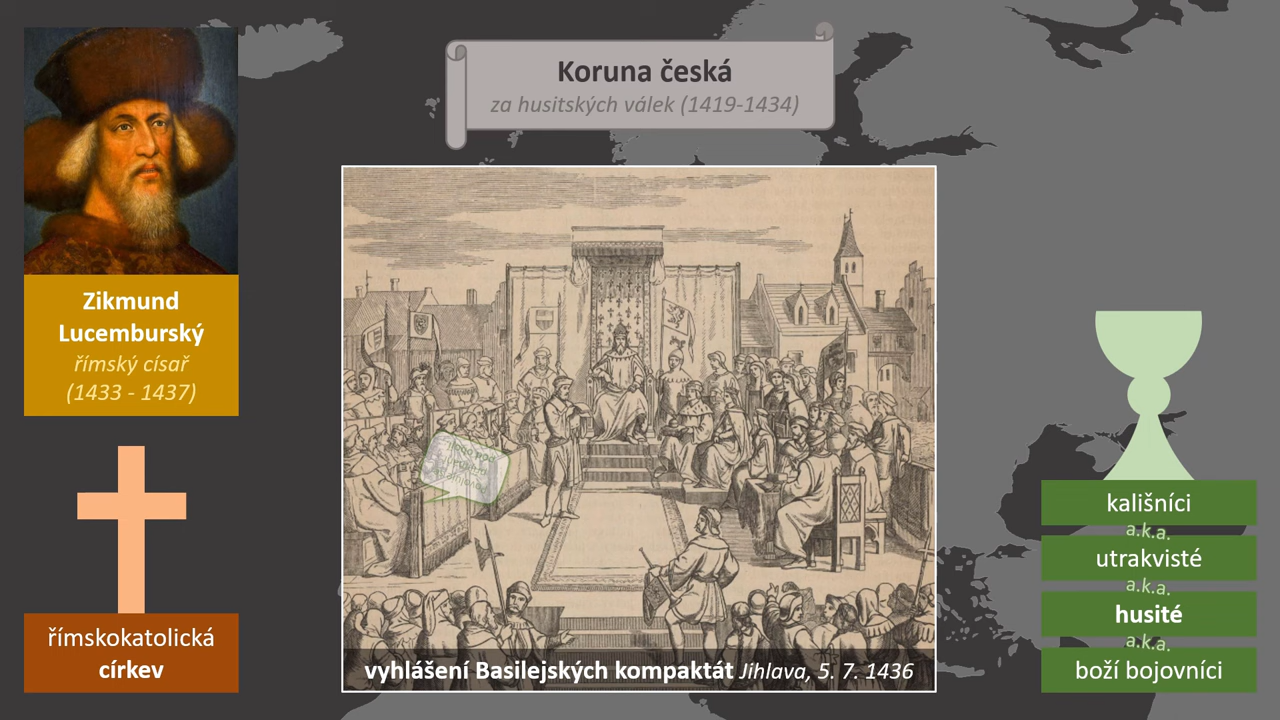 Koruna česká
za husitských válek (1419-1434)
Zikmund
Lucemburský
římský císař
(1433 - 1437)
římskokatolická
církev
vyhlášení Basilejských kompaktát Jihlava, 5. 7. 1436
kališníci
a.k.a.
utrakvisté
a.k.a.
husité
a.k.a.
boží bojovníci